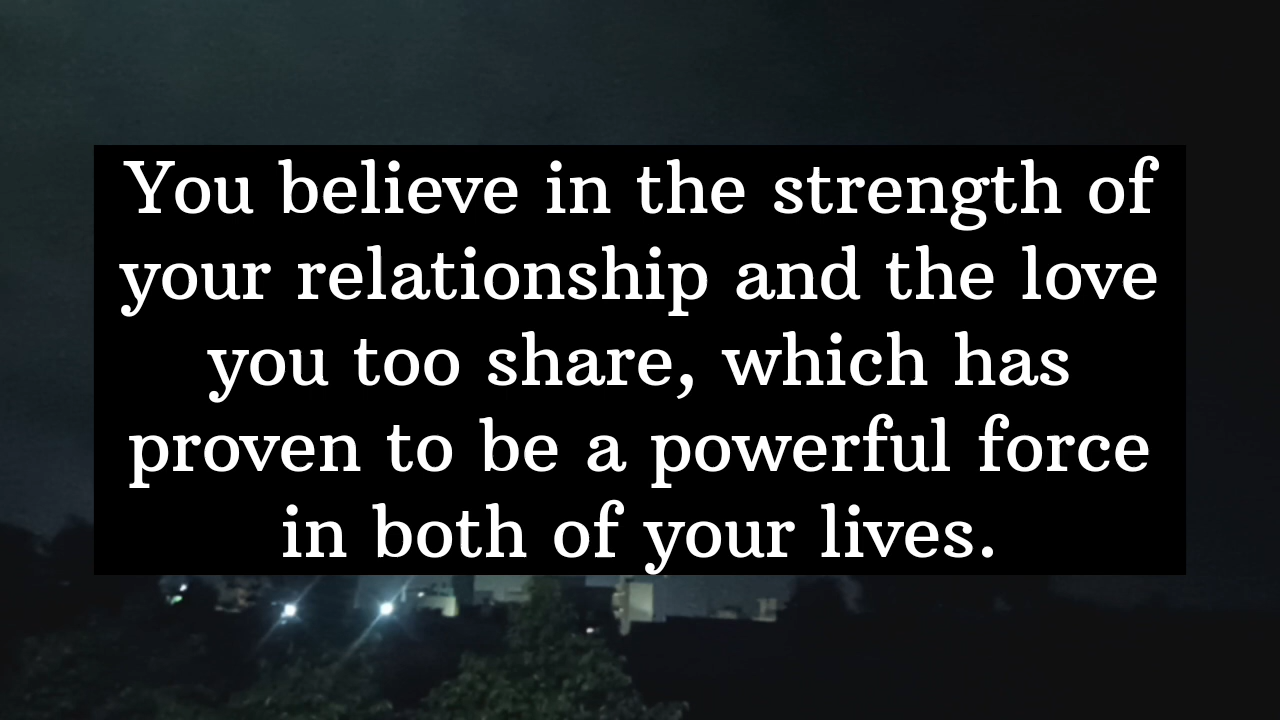 You believe in the strength of
your relationship and the love
you too share, which has
proven to be a powerful force
in both of your lives.